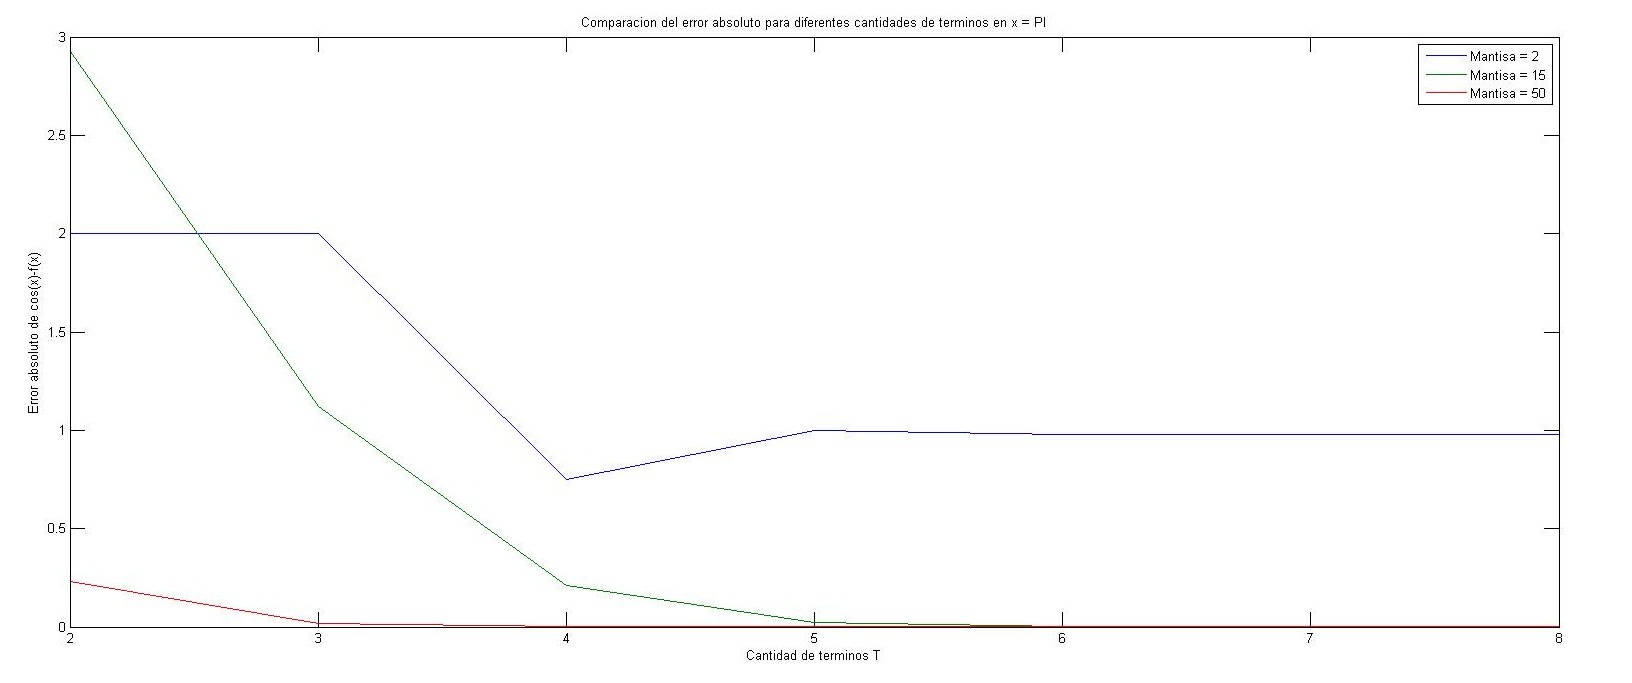 Comparacion del error absoluto para diferentes cantidades de terminos en x = PI
Mantisa = 2
Mantisa = 15
Mantisa = 50
Error absoluto de cos(x)-f(x)
3
2.5
2
1.5
1
0.5
0
2 3 4 5 6 7 8
Cantidad de terminos T